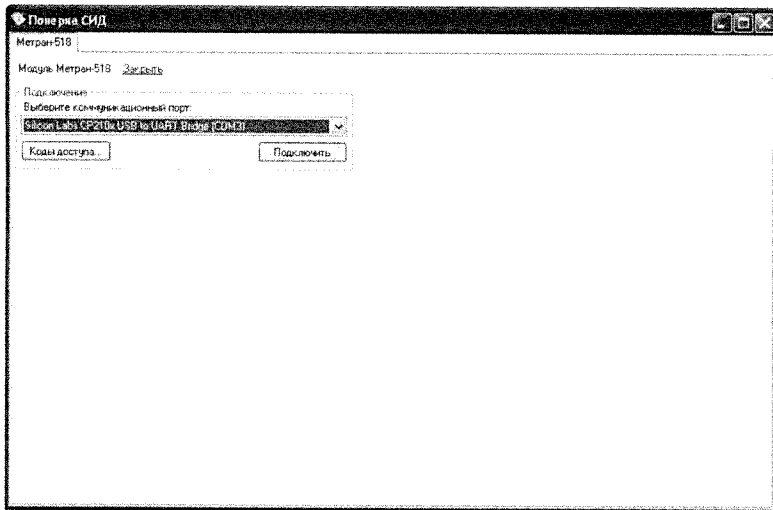 Поверка СИД
Метран-518
Модуль Метран-518 Закрыть
Подключение
Выберите коммуникационный порт:
Silicon Labs CP210x USB to UART Bridge (COM3)
Коды доступа... Подключить